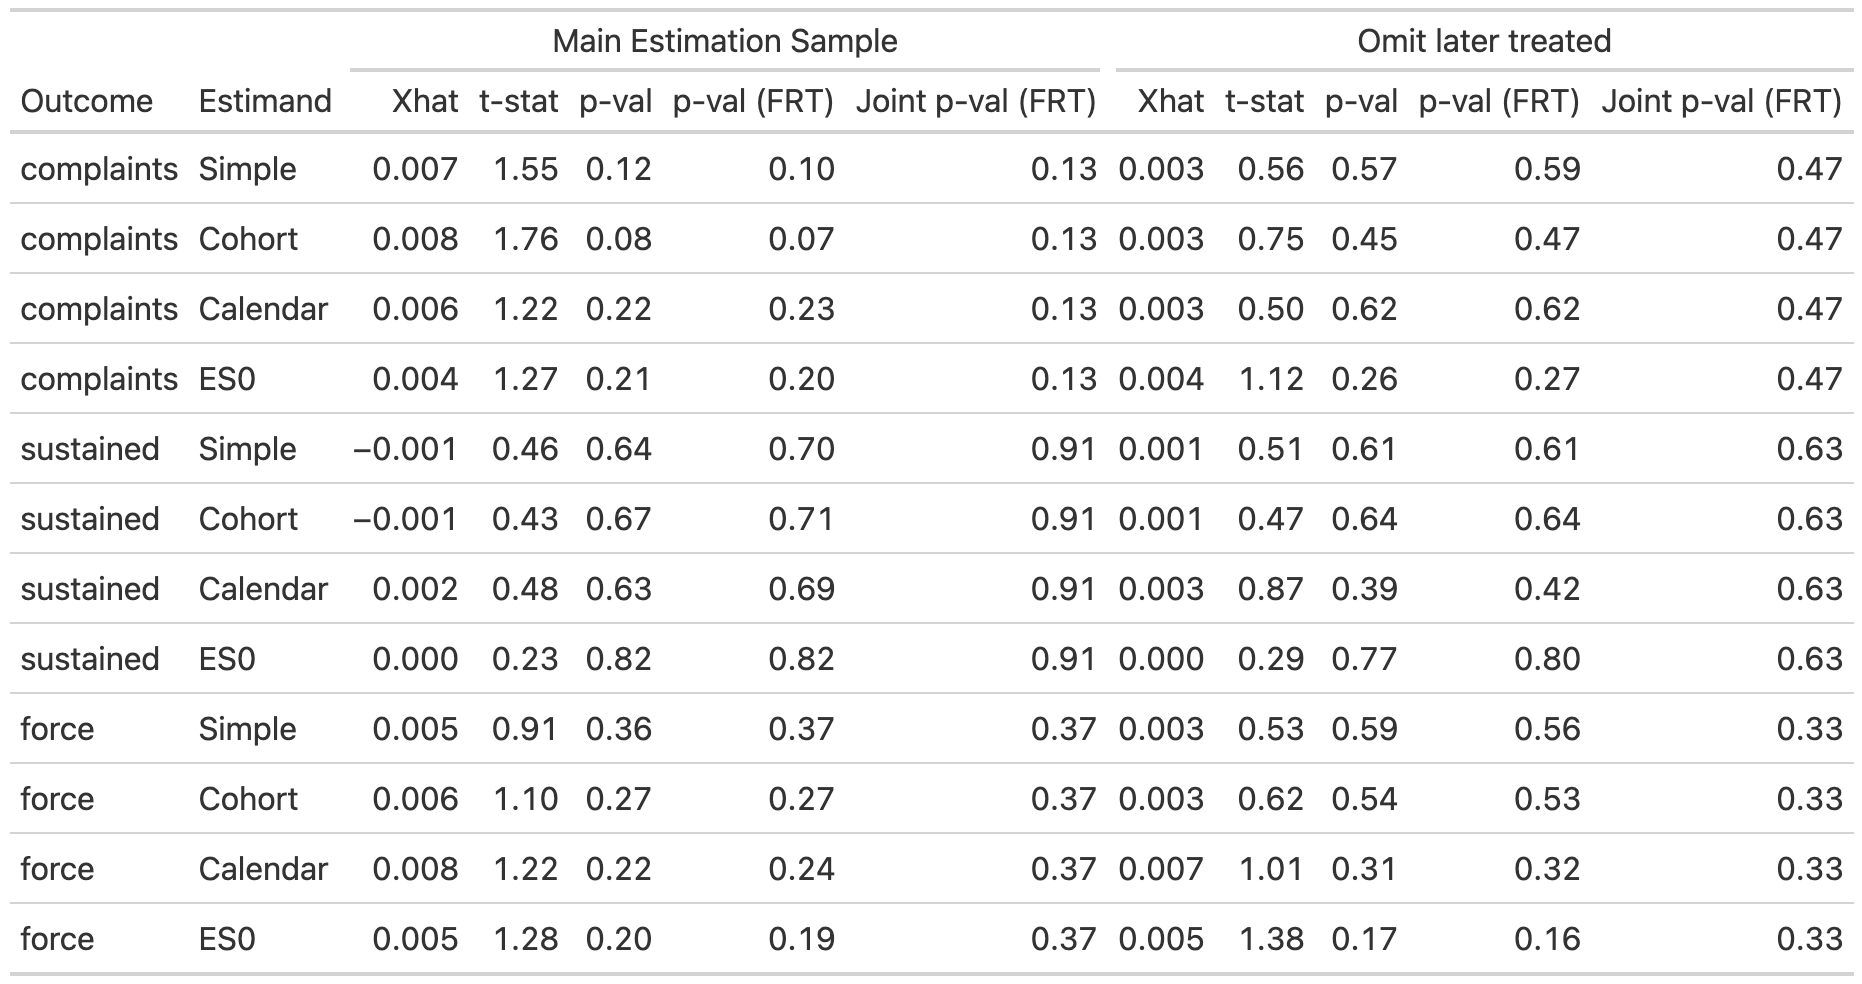 Main Estimation Sample Omit later treated
Outcome Estimand Xhat t-stat p-val p-val (FRT) Joint p-val (FRT) Xhat t-stat p-val p-val (FRT) Joint p-val (FRT)
complaints Simple 0.007 1.55 0.12 0.10 0.13 0.003 0.56 0.57 0.59 0.47
complaints Cohort 0.008 1.76 0.08 0.07 0.13 0.003 0.75 0.45 0.47 0.47
complaints Calendar 0.006 1.22 0.22 0.23 0.13 0.003 0.50 0.62 0.62 0.47
complaints ES0 0.004 1.27 0.21 0.20 0.13 0.004 1.12 0.26 0.27 0.47
sustained Simple −0.001 0.46 0.64 0.70 0.91 0.001 0.51 0.61 0.61 0.63
sustained Cohort −0.001 0.43 0.67 0.71 0.91 0.001 0.47 0.64 0.64 0.63
sustained Calendar 0.002 0.48 0.63 0.69 0.91 0.003 0.87 0.39 0.42 0.63
sustained ES0 0.000 0.23 0.82 0.82 0.91 0.000 0.29 0.77 0.80 0.63
force Simple 0.005 0.91 0.36 0.37 0.37 0.003 0.53 0.59 0.56 0.33
force Cohort 0.006 1.10 0.27 0.27 0.37 0.003 0.62 0.54 0.53 0.33
force Calendar 0.008 1.22 0.22 0.24 0.37 0.007 1.01 0.31 0.32 0.33
force ES0 0.005 1.28 0.20 0.19 0.37 0.005 1.38 0.17 0.16 0.33